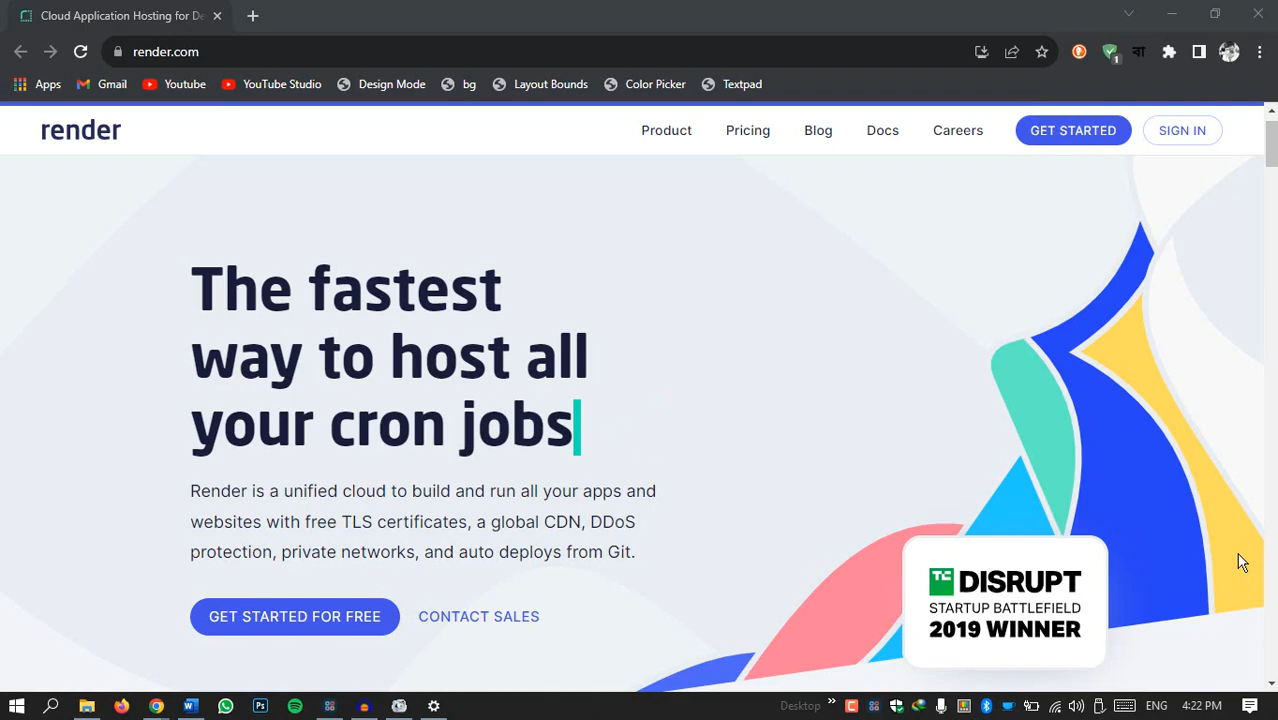 Cloud Application Hosting for De
render.com
বা
1
Apps
Gmail
Youtube
YouTube Studio
Design Mode
bg
Layout Bounds
Color Picker
Textpad
render
Product
Pricing
Blog
Docs
Careers
GET STARTED
SIGN IN
The fastest
way to host all
your cron jobs
Render is a unified cloud to build and run all your apps and
websites with free TLS certificates, a global CDN, DDoS
protection, private networks, and auto deploys from Git.
GET STARTED FOR FREE
CONTACT SALES
TC
DISRUPT
STARTUP BATTLEFIELD
2019 WINNER
W
Ps
Desktop
ENG
4:22 PM